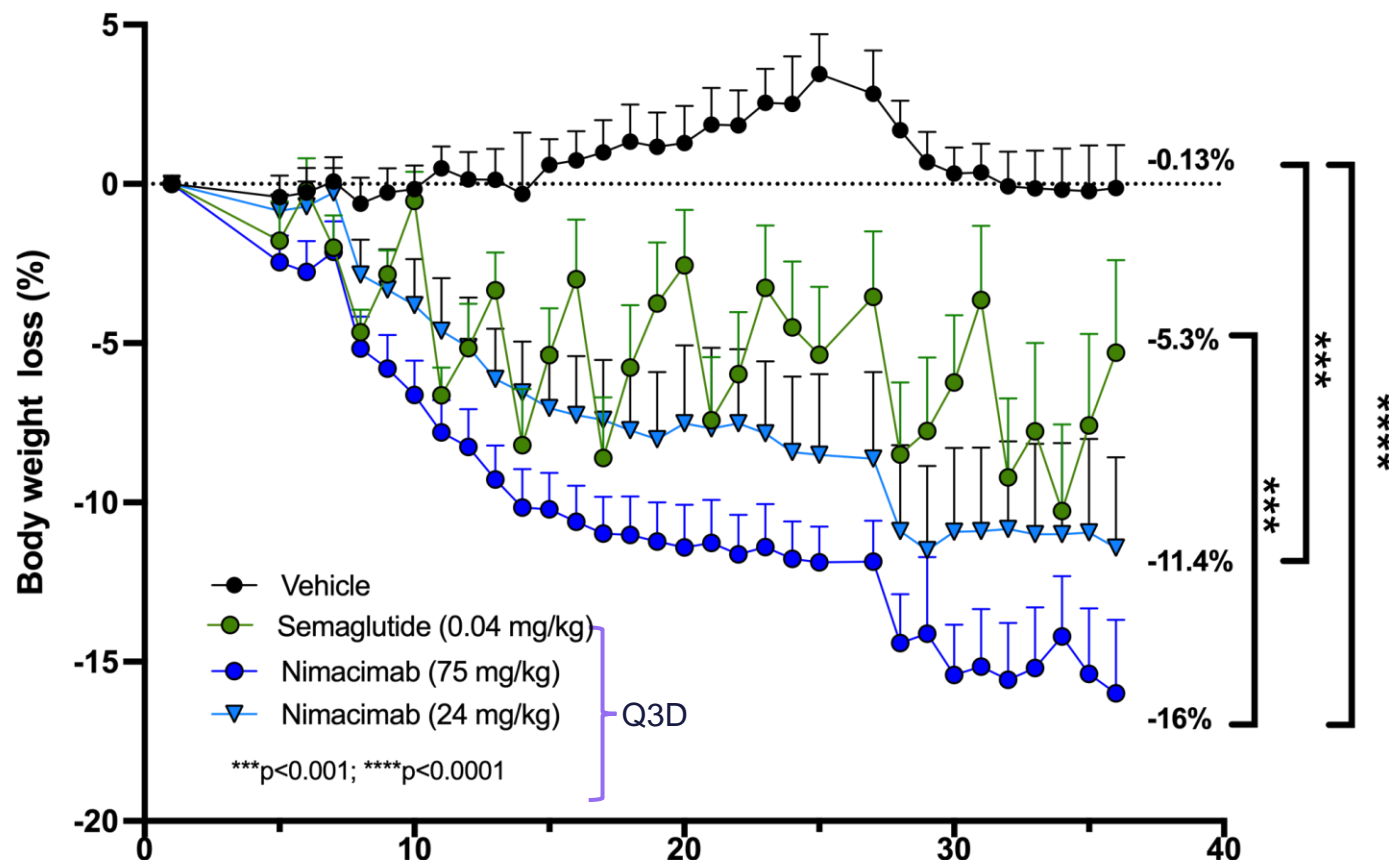 Body weight loss (%)
5
0
-5
-10
-15
-20
0
10
20
30
40
-0.13%
-5.3%
-11.4%
-16%
***
***
****
Vehicle
Semaglutide (0.04 mg/kg)
Nimacimab (75 mg/kg)
Nimacimab (24 mg/kg)
Q3D
***p<0.001; ****p<0.0001